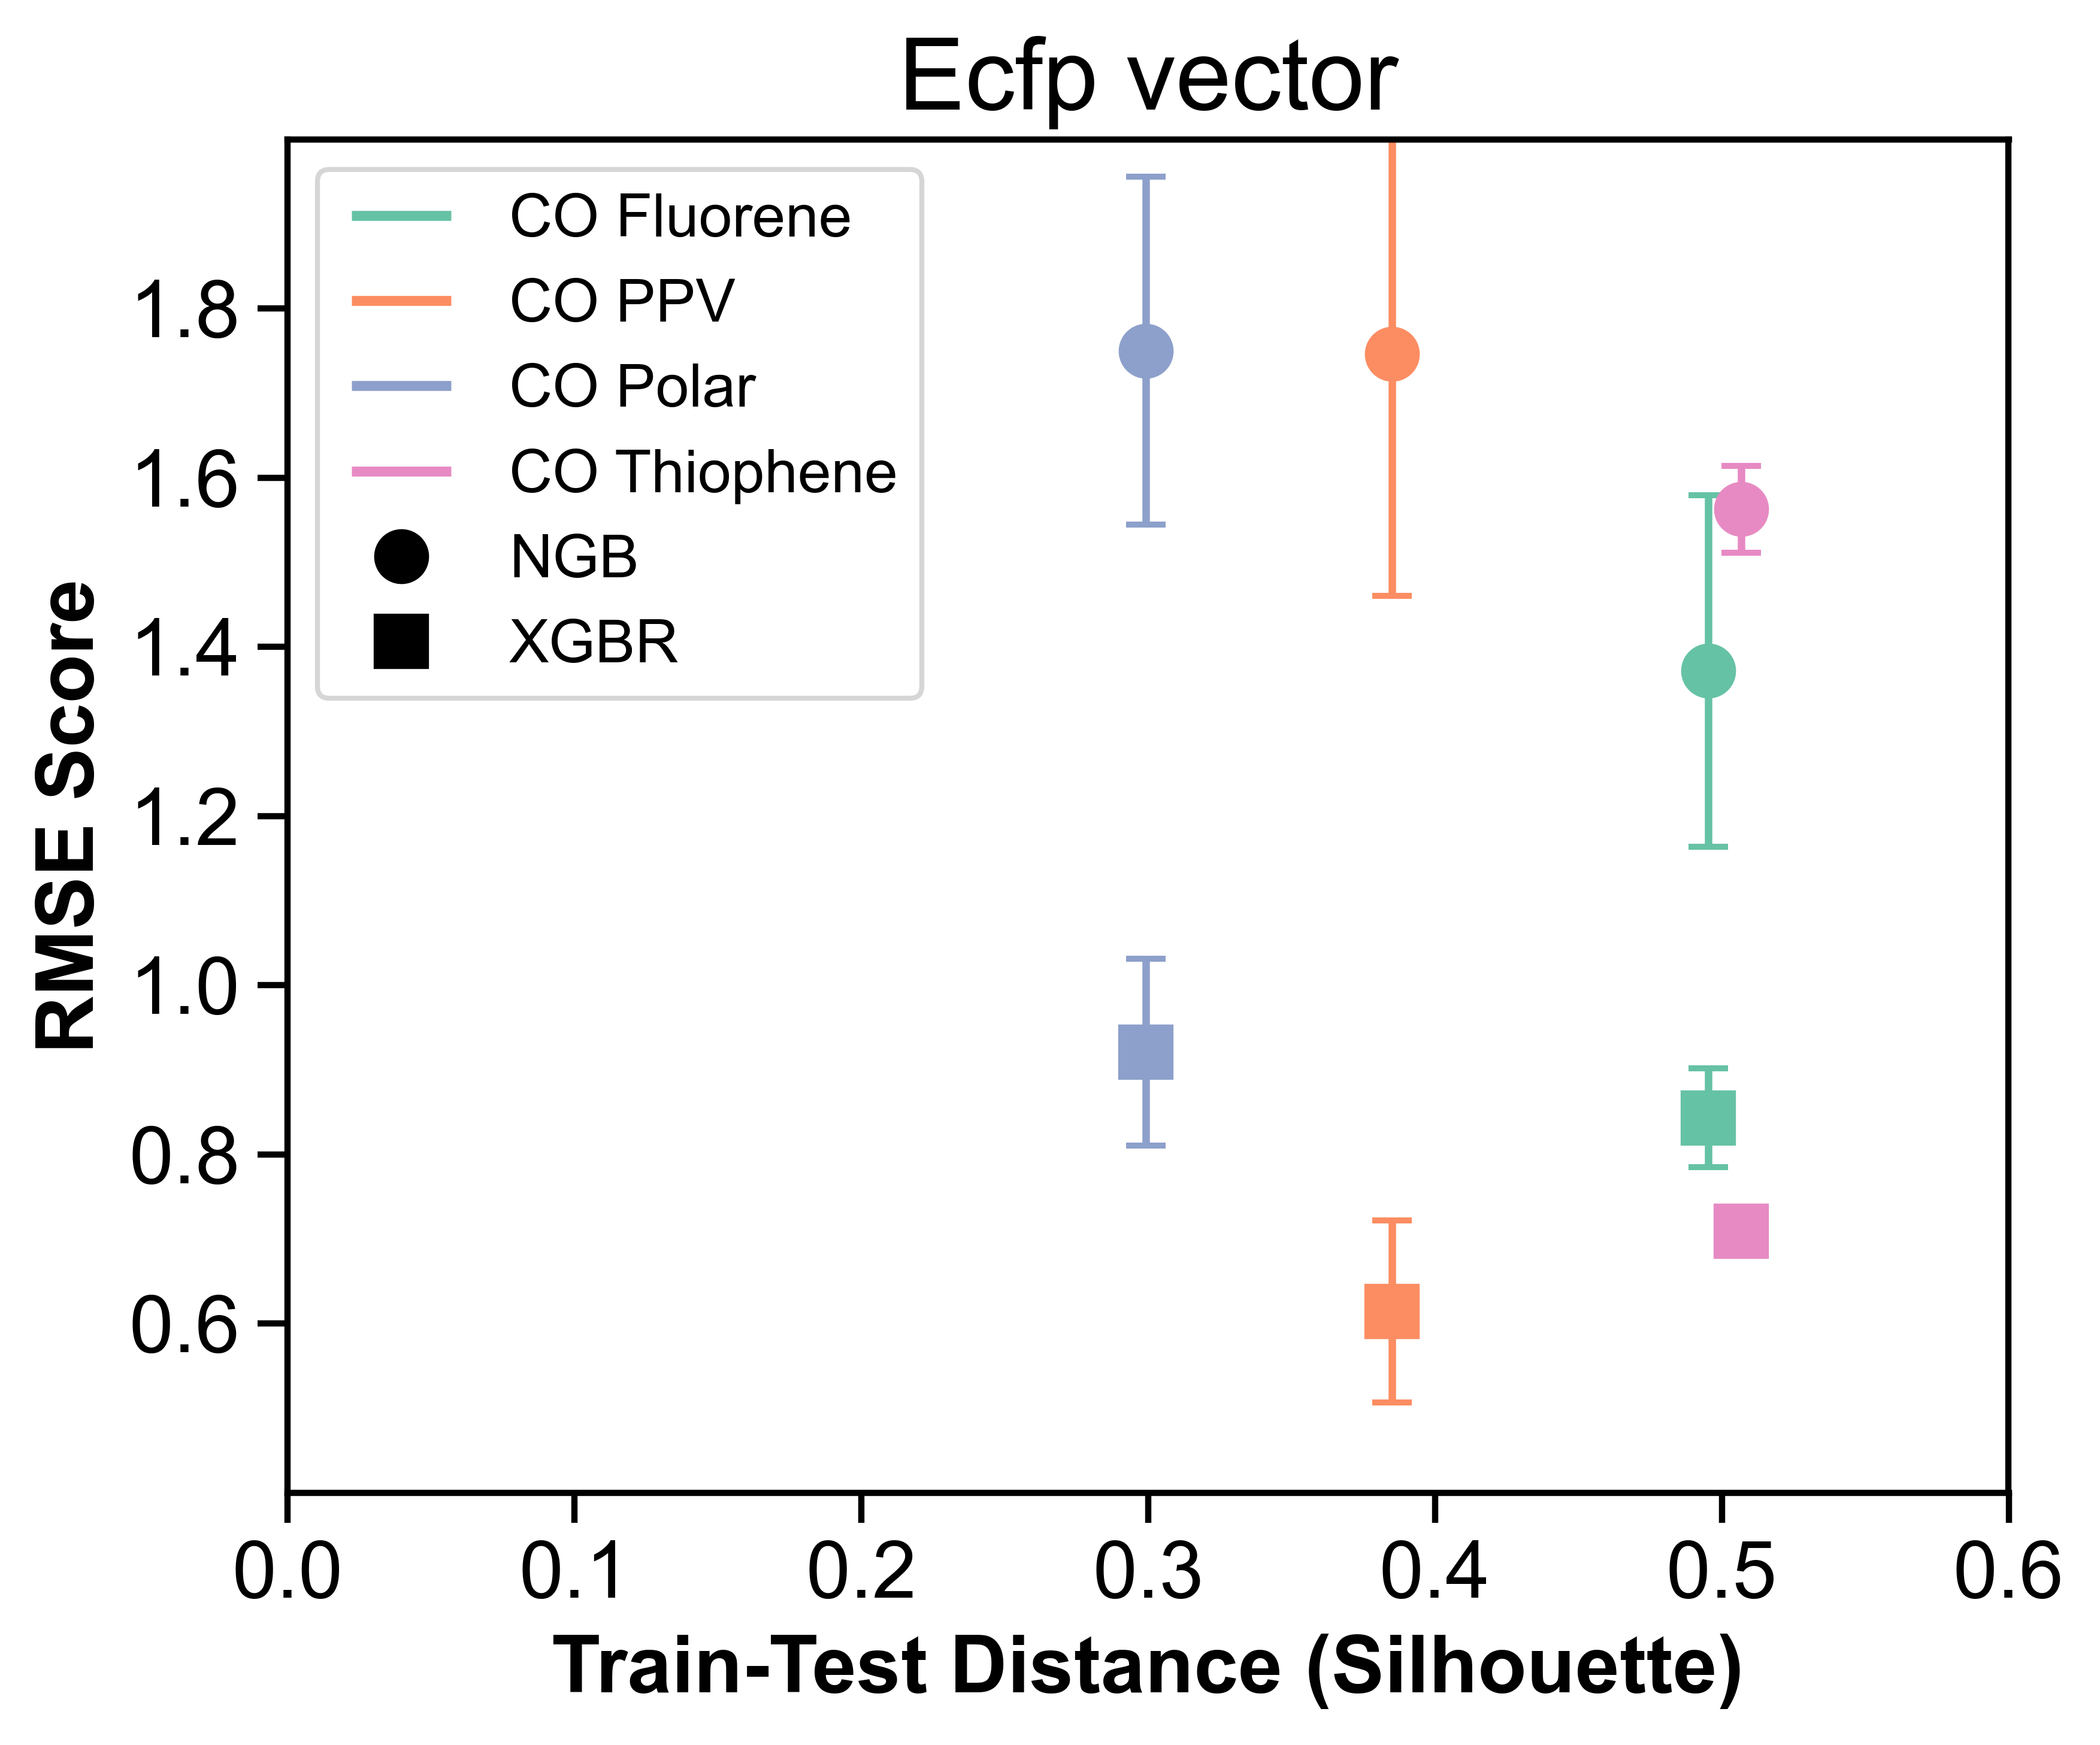 Ecfp vector
CO Fluorene
CO PPV
CO Polar
CO Thiophene
NGB
XGBR
RMSE Score
1.8
1.6
1.4
1.2
1.0
0.8
0.6
0.0 0.1 0.2 0.3 0.4 0.5 0.6
Train-Test Distance (Silhouette)